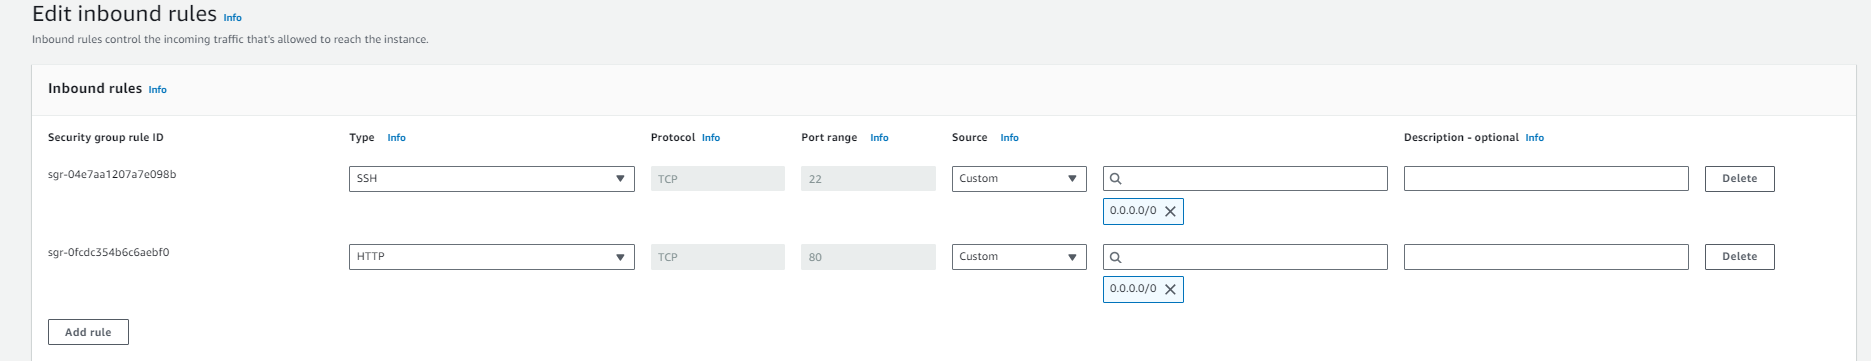 Edit inbound rules Info
Inbound rules control the incoming traffic that's allowed to reach the instance.
Inbound rules Info
Security group rule ID Type Info Protocol Info Port range Info Source Info Description - optional Info
sgr-04e7aa1207a7e098b SSH TCP 22 Custom Delete
0.0.0.0/0
sgr-0fcdc354b6c6aebf0 HTTP TCP 80 Custom Delete
0.0.0.0/0
Add rule